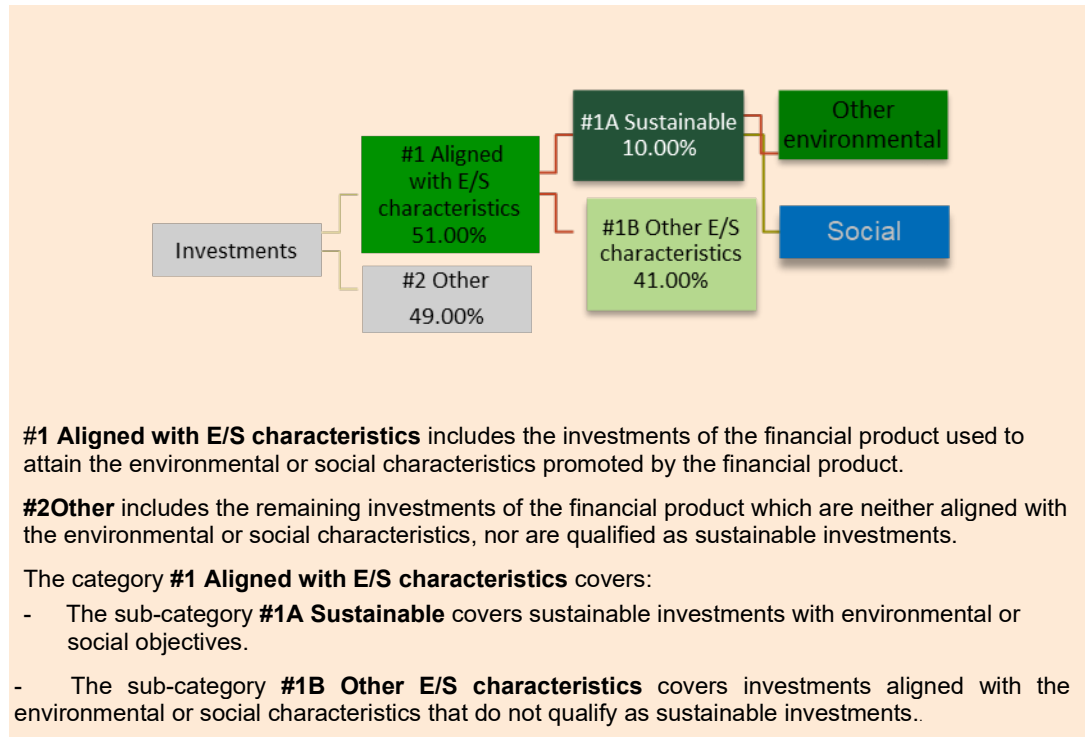 Investments
#1 Aligned
with E/S
characteristics
51.00%
#2 Other
49.00%
#1A Sustainable
10.00%
#1B Other E/S
characteristics
41.00%
Other
environmental
Social
#1 Aligned with E/S characteristics includes the investments of the financial product used to
attain the environmental or social characteristics promoted by the financial product.
#2Other includes the remaining investments of the financial product which are neither aligned with
the environmental or social characteristics, nor are qualified as sustainable investments.
The category #1 Aligned with E/S characteristics covers:
- The sub-category #1A Sustainable covers sustainable investments with environmental or
social objectives.
- The sub-category #1B Other E/S characteristics covers investments aligned with the
environmental or social characteristics that do not qualify as sustainable investments..